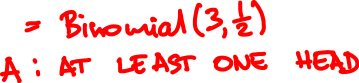 = Binomial (3, 1/2)
A : AT LEAST ONE HEAD